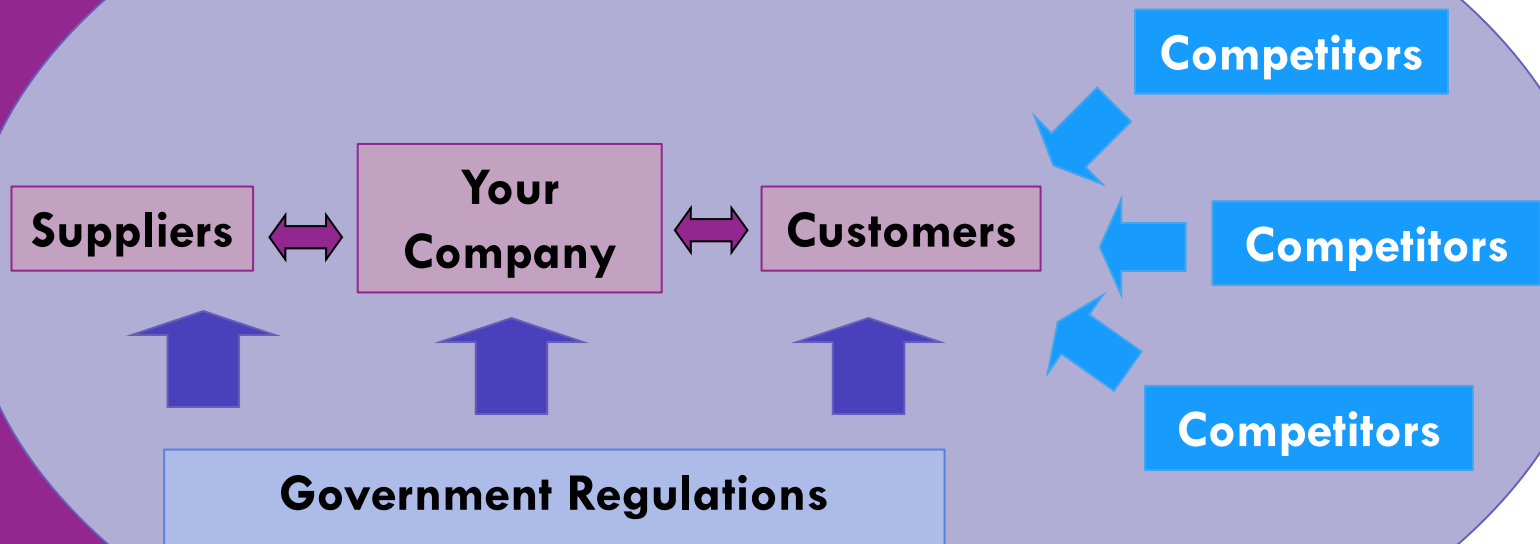 Competitors
Suppliers
Your
Company
Customers
Competitors
Competitors
Government Regulations